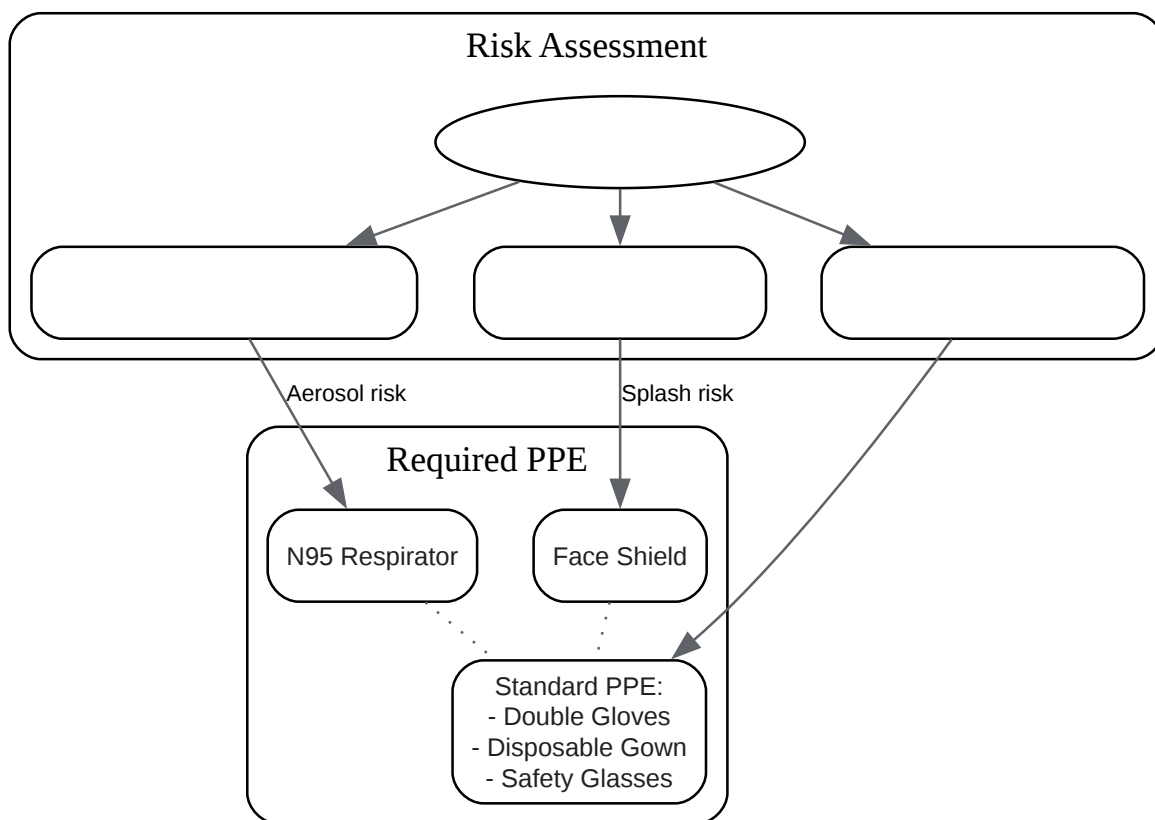 Risk Assessment
Aerosol risk
Splash risk
Required PPE
N95 Respirator
Face Shield
Standard PPE:
- Double Gloves
- Disposable Gown
- Safety Glasses